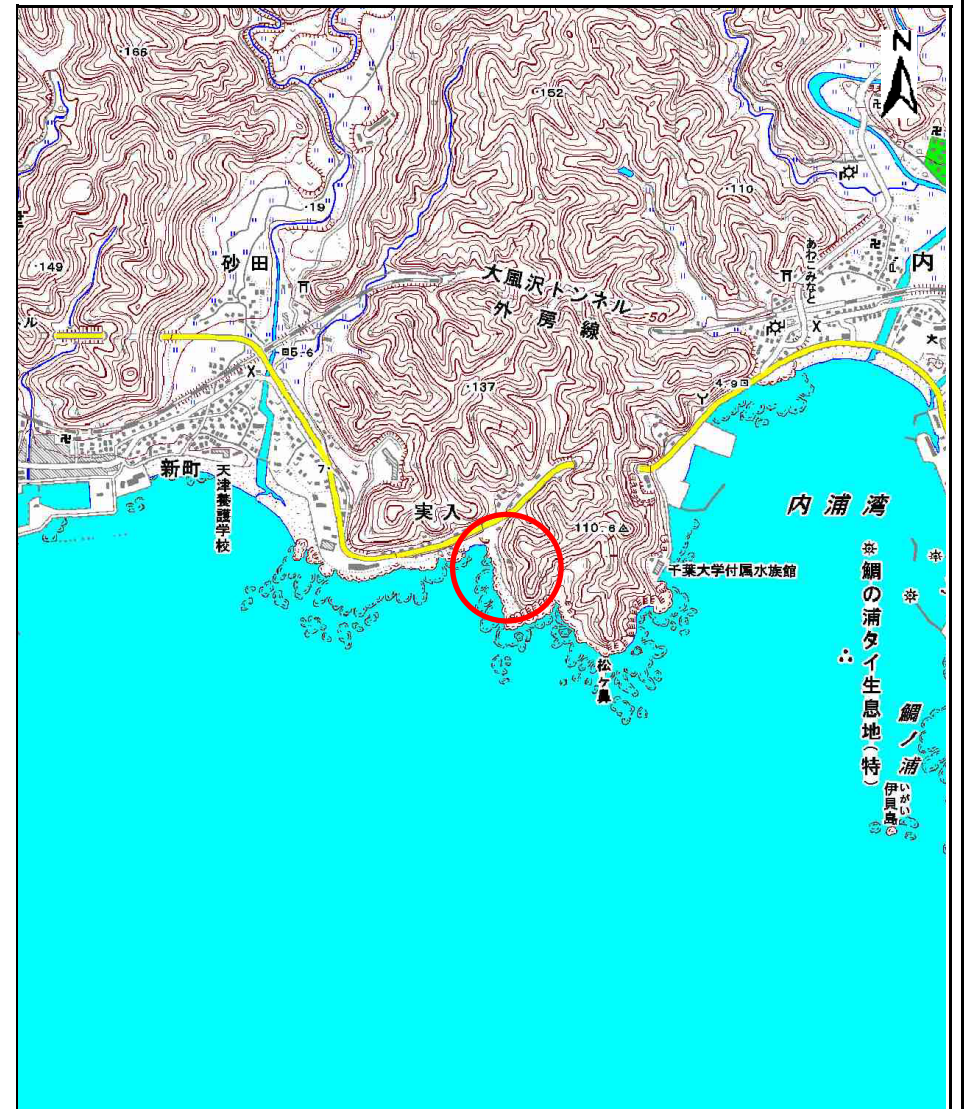 N
・166
・152
・110
・19
あわこみなと
砂田
内
・149
大風沢トンネル
外房線
50
ル
5・6
・137
4・9
大
新町
天津養護学校
7
実入
110・6
内浦湾
千葉大学付属水族館
鯛の浦タイ生息地(特)
松ヶ鼻
鯛ノ浦
伊貝島
いがい